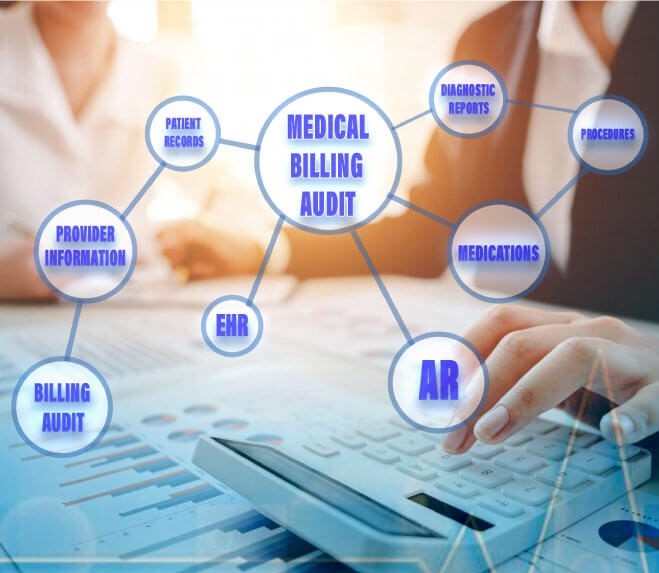 DIAGNOSTIC
REPORTS
MEDICAL
BILLING
AUDIT
PATIENT
RECORDS
PROCEDURES
PROVIDER
INFORMATION
MEDICATIONS
EHR
AR
BILLING
AUDIT